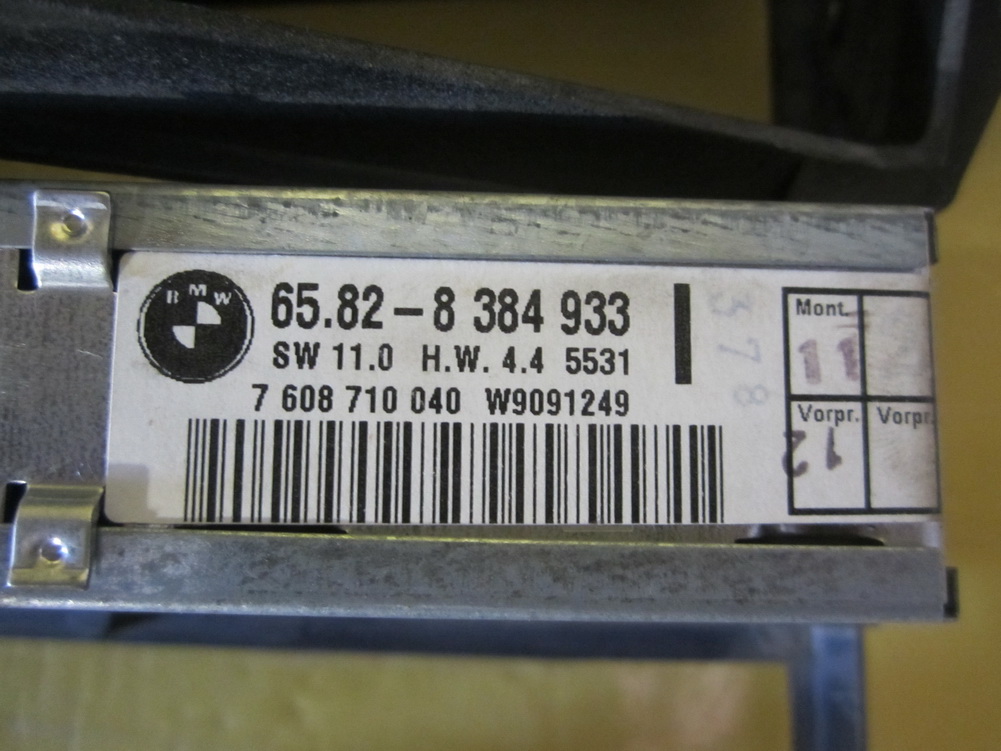 BMW
65.82-8 384 933
SW 11.0 H.W. 4.4 5531
7 608 710 040 W9091249
378
Mont.
11
Vorpr. Vorpr.
12